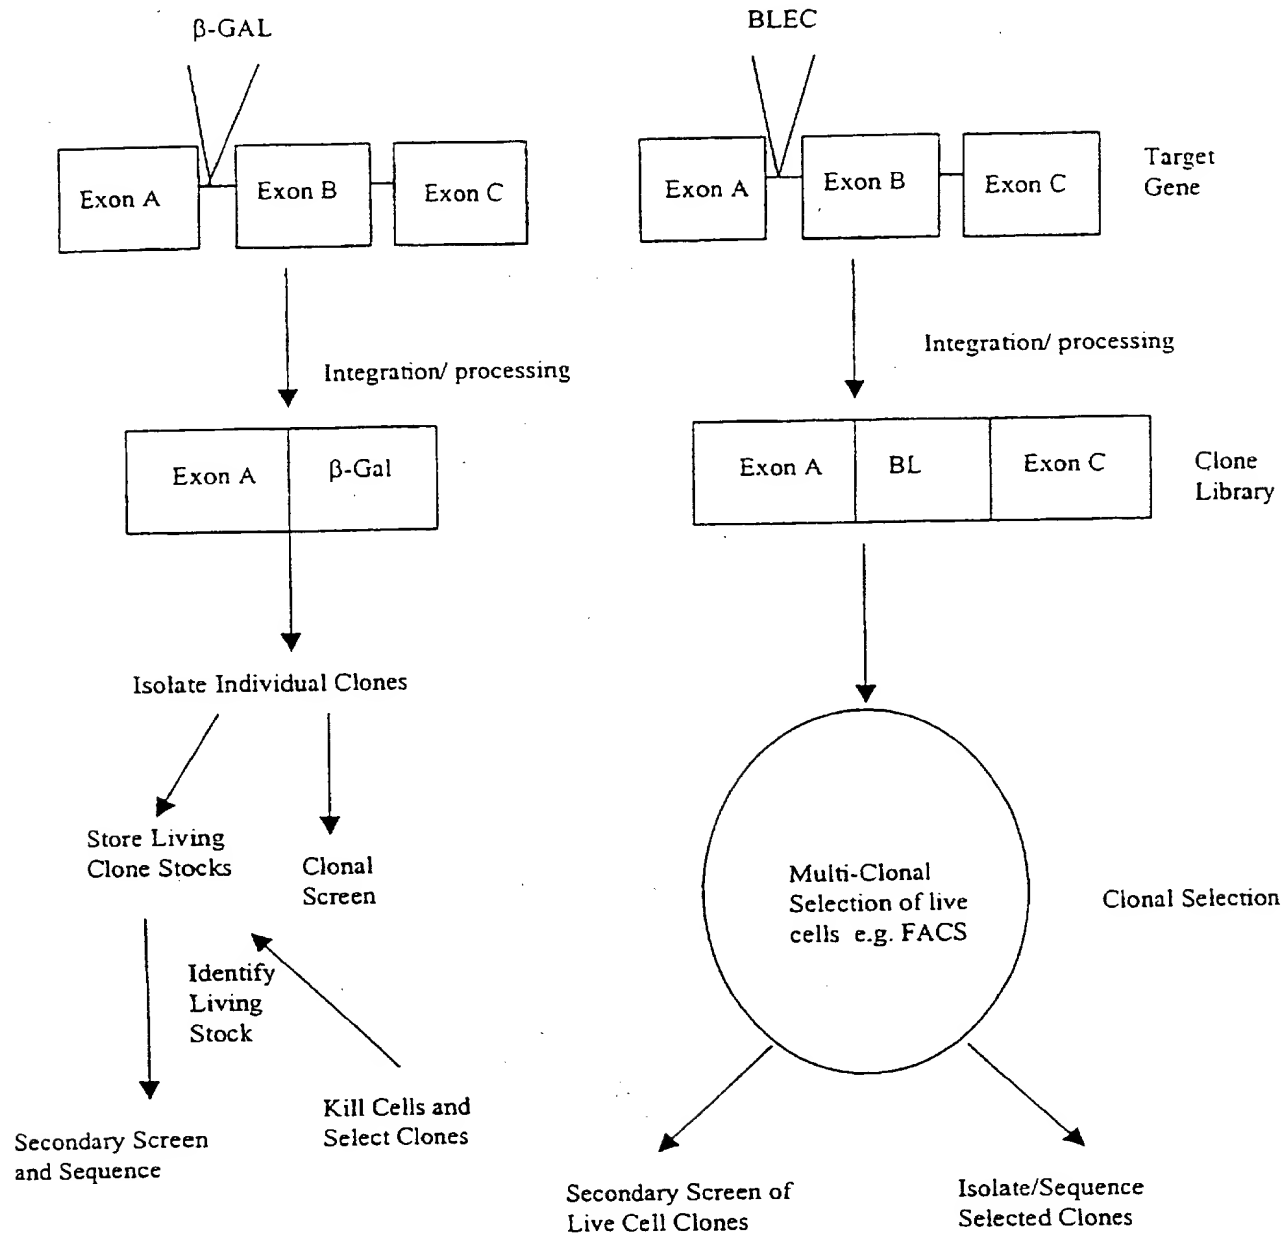 β-GAL
Exon A
Exon B
Exon C
Integration/ processing
Exon A
β-Gal
Isolate Individual Clones
Store Living
Clone Stocks
Clonal
Screen
Identify
Living
Stock
Kill Cells and
Select Clones
Secondary Screen
and Sequence
BLEC
Exon A
Exon B
Exon C
Target
Gene
Integration/ processing
Exon A
BL
Exon C
Clone
Library
Multi-Clonal
Selection of live
cells e.g. FACS
Clonal Selection
Secondary Screen of
Live Cell Clones
Isolate/Sequence
Selected Clones